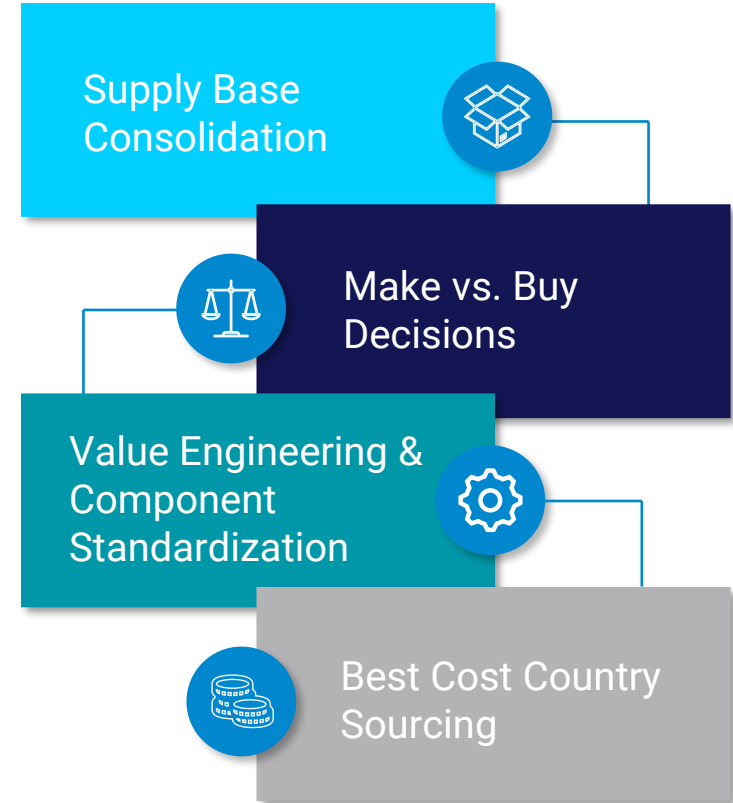 Supply Base
Consolidation
Make vs. Buy
Decisions
Value Engineering &
Component
Standardization
Best Cost Country
Sourcing